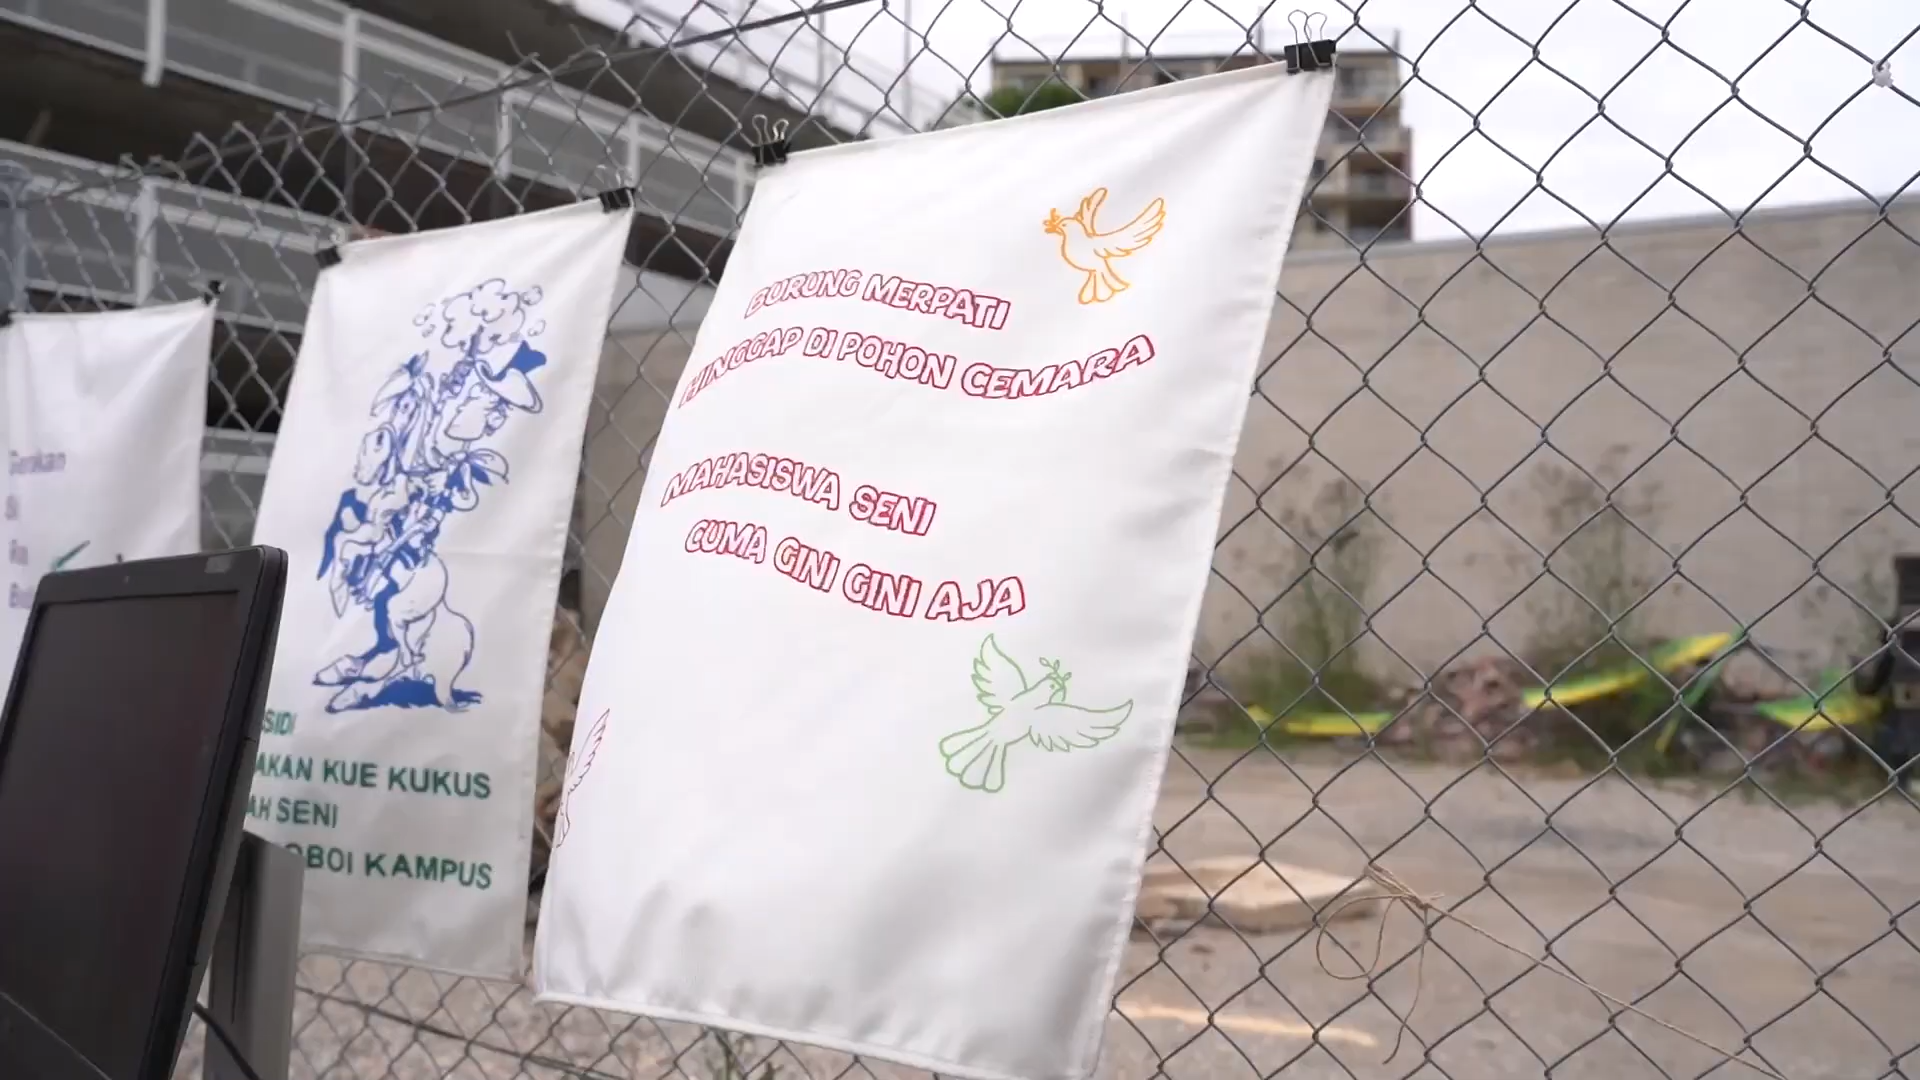 BURUNG MERPATI
HINGGAP DI POHON CEMARA
MAHASISWA SENI
CUMA GINI GINI AJA
KUE KUKUS
SENI
KAMPUS